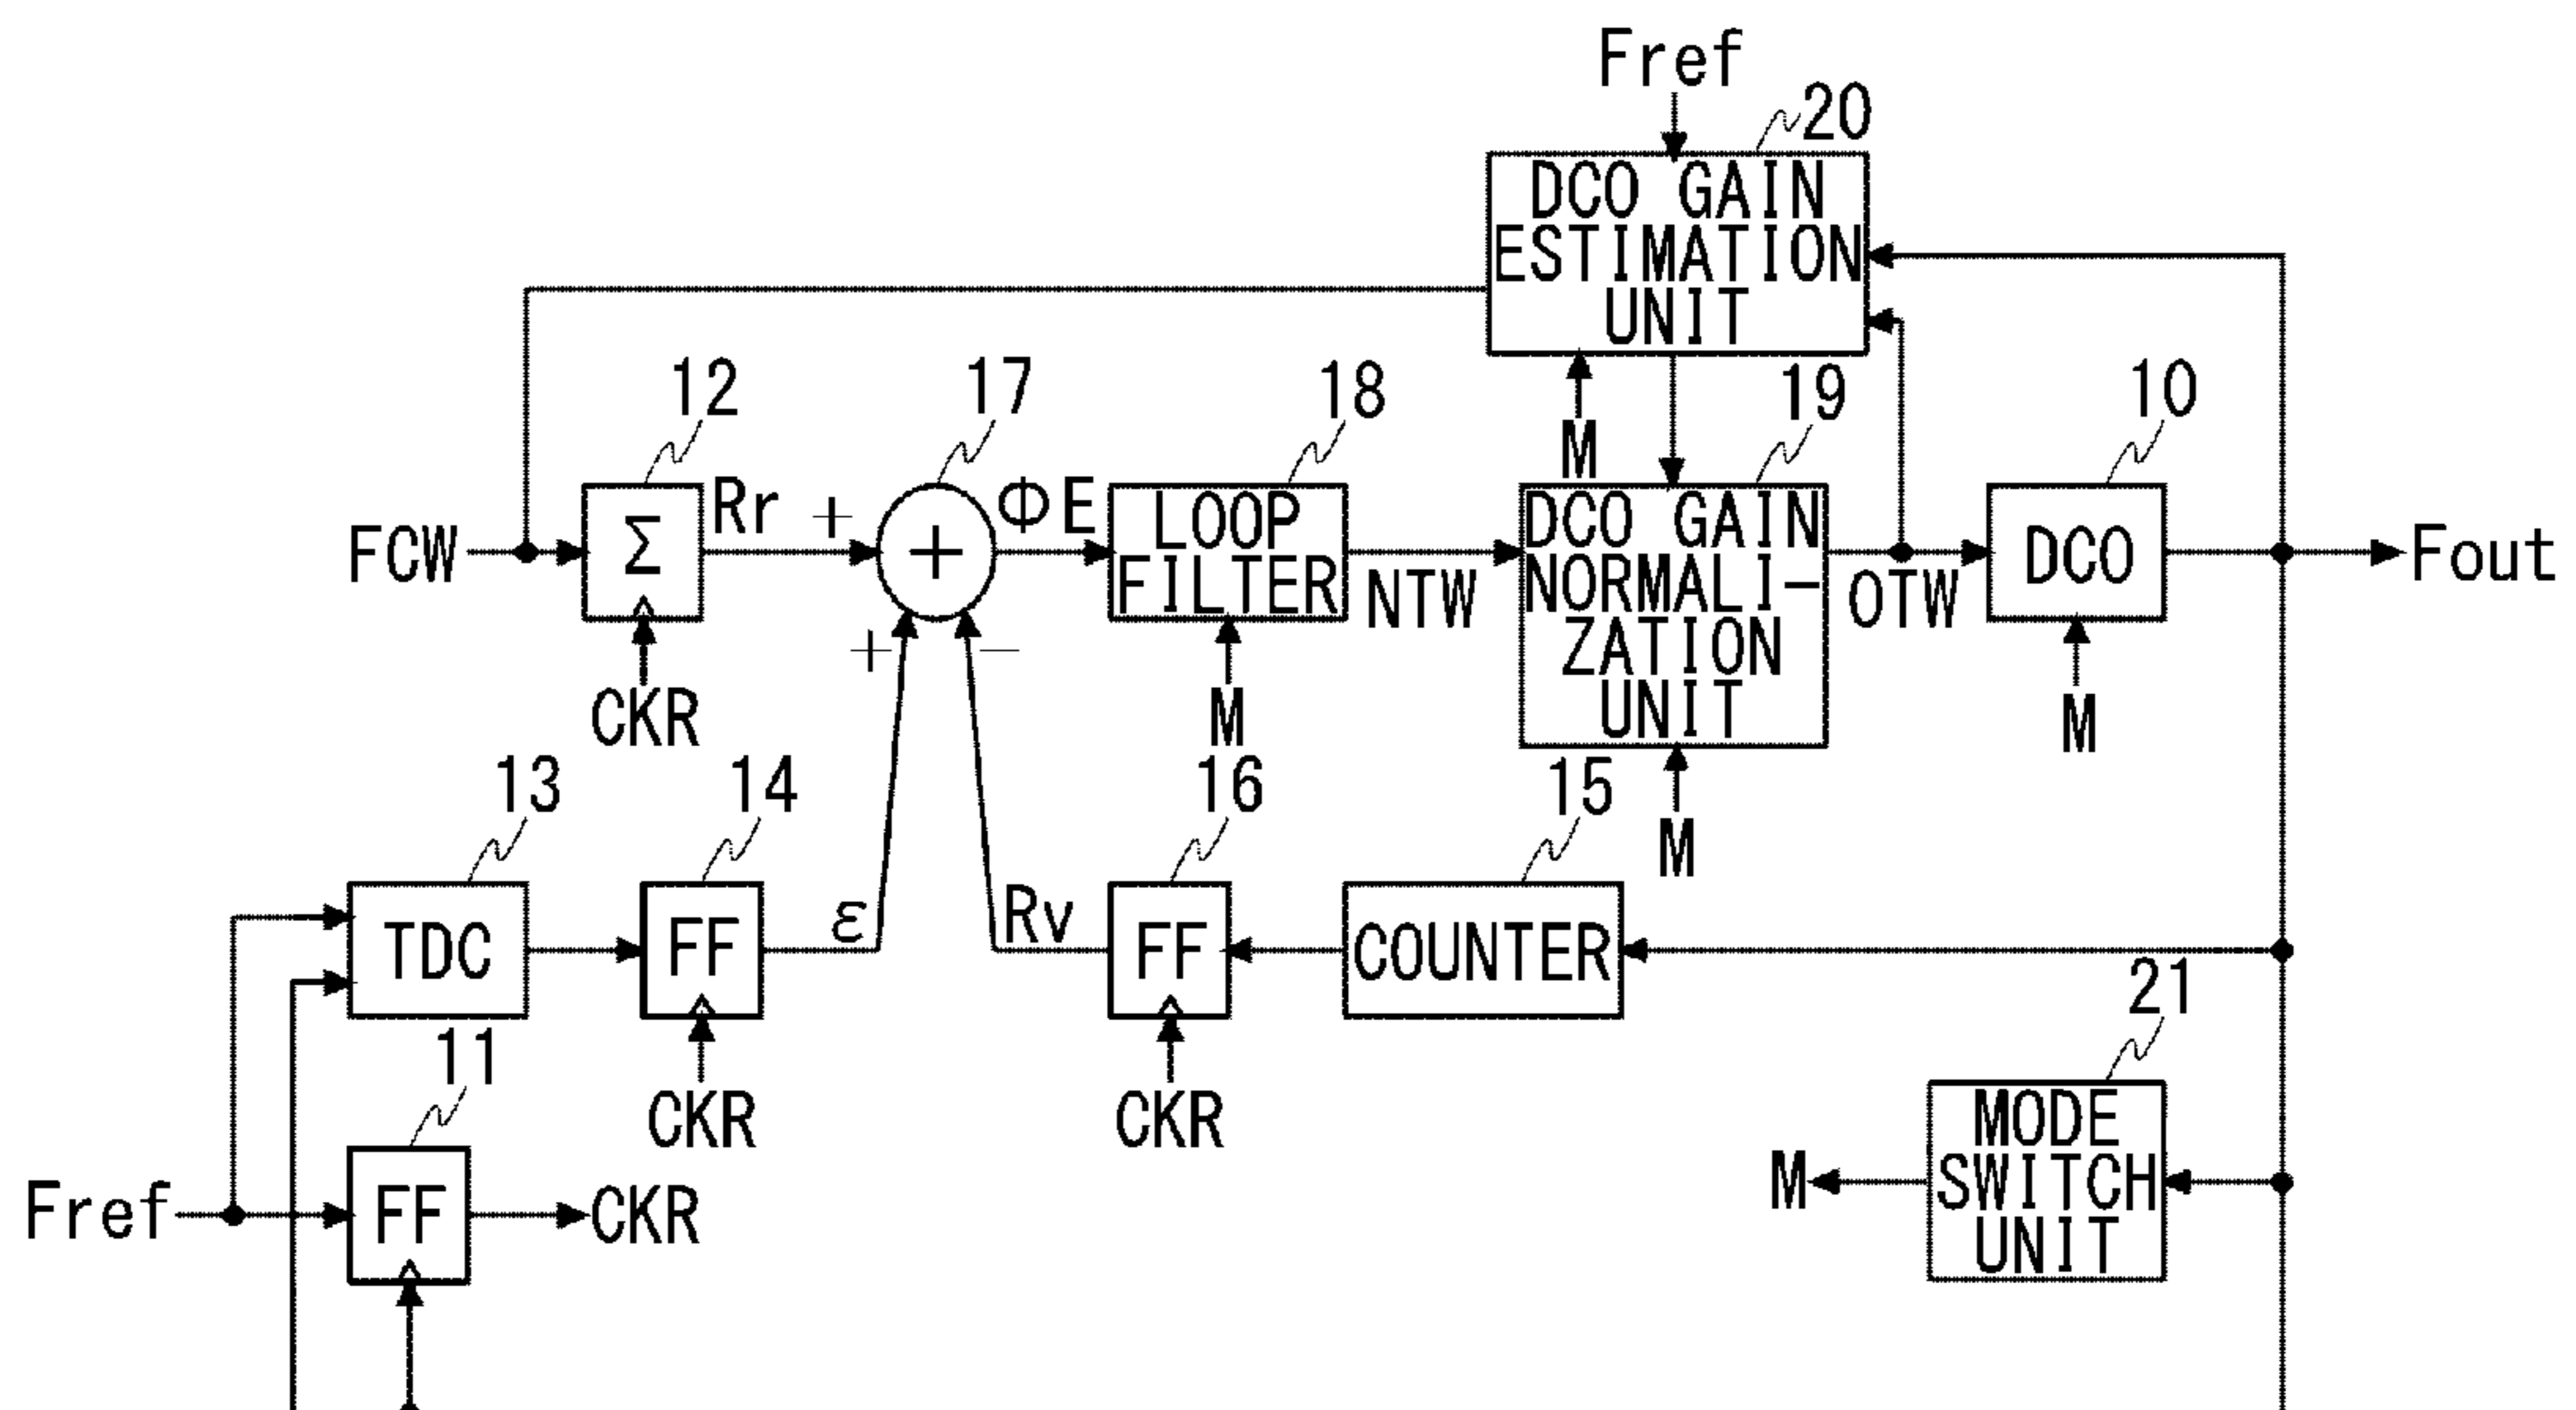 Fref
20
DCO GAIN
ESTIMATION
UNIT
12
17
18
M
19
10
FCW
Σ
Rr
+
+
ΦE
LOOP
FILTER
NTW
DCO GAIN
NORMALI-
ZATION
UNIT
OTW
DCO
Fout
+
−
CKR
M
M
M
13
14
16
15
TDC
FF
ε
Rv
FF
COUNTER
21
11
CKR
CKR
MODE
SWITCH
UNIT
M
Fref
FF
CKR